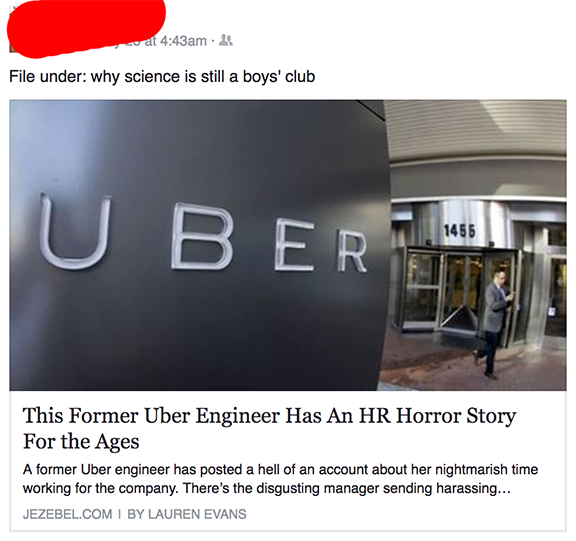 at 4:43am ·
File under: why science is still a boys' club
UBER
1455
This Former Uber Engineer Has An HR Horror Story
For the Ages
A former Uber engineer has posted a hell of an account about her nightmarish time
working for the company. There's the disgusting manager sending harassing...
JEZEBEL.COM | BY LAUREN EVANS